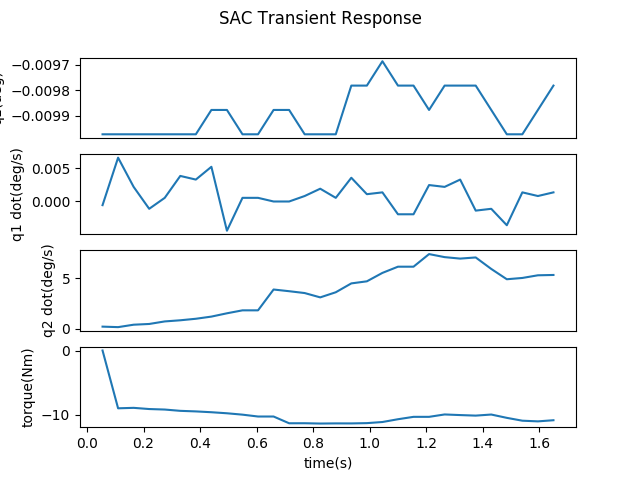 SAC Transient Response
−0.0097
−0.0098
−0.0099
0.005
0.000
q1 dot(deg/s)
5
0
q2 dot(deg/s)
0
−10
torque(Nm)
0.0 0.2 0.4 0.6 0.8 1.0 1.2 1.4 1.6
time(s)